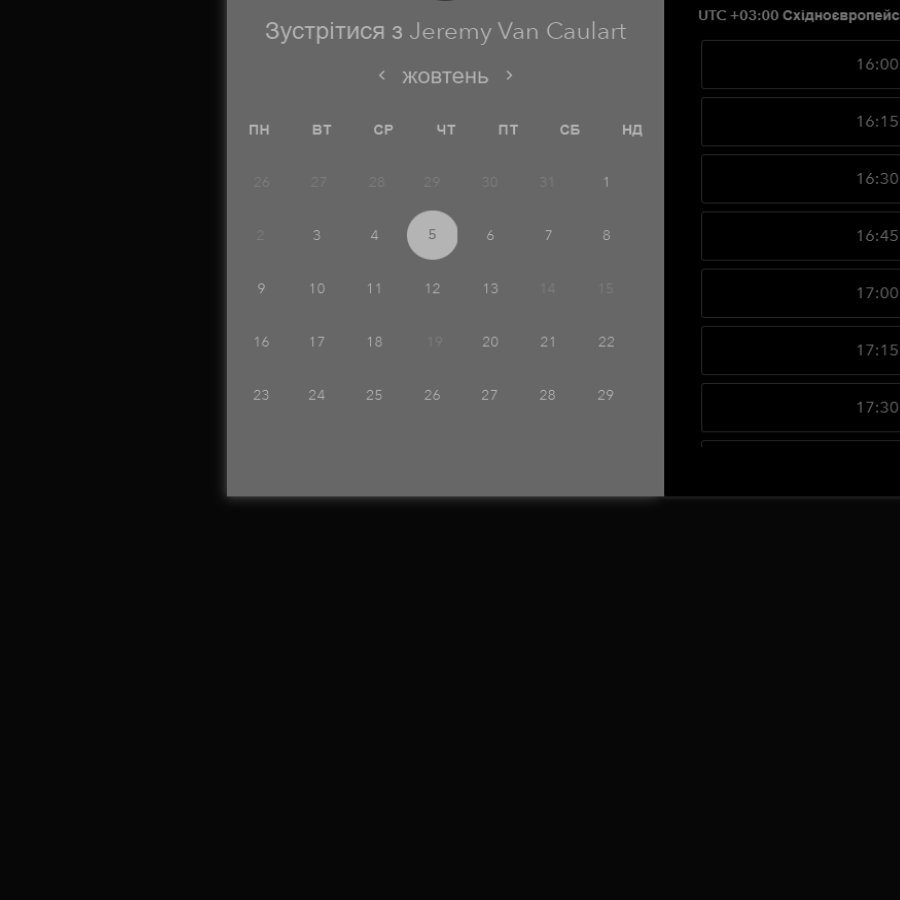 Зустрітися з Jeremy Van Caulart
‹ жовтень ›
ПН ВТ СР ЧТ ПТ СБ НД
26 27 28 29 30 31 1
2 3 4 5 6 7 8
9 10 11 12 13 14 15
16 17 18 19 20 21 22
23 24 25 26 27 28 29
UTC +03:00 Східноєвропейс
16:00
16:15
16:30
16:45
17:00
17:15
17:30